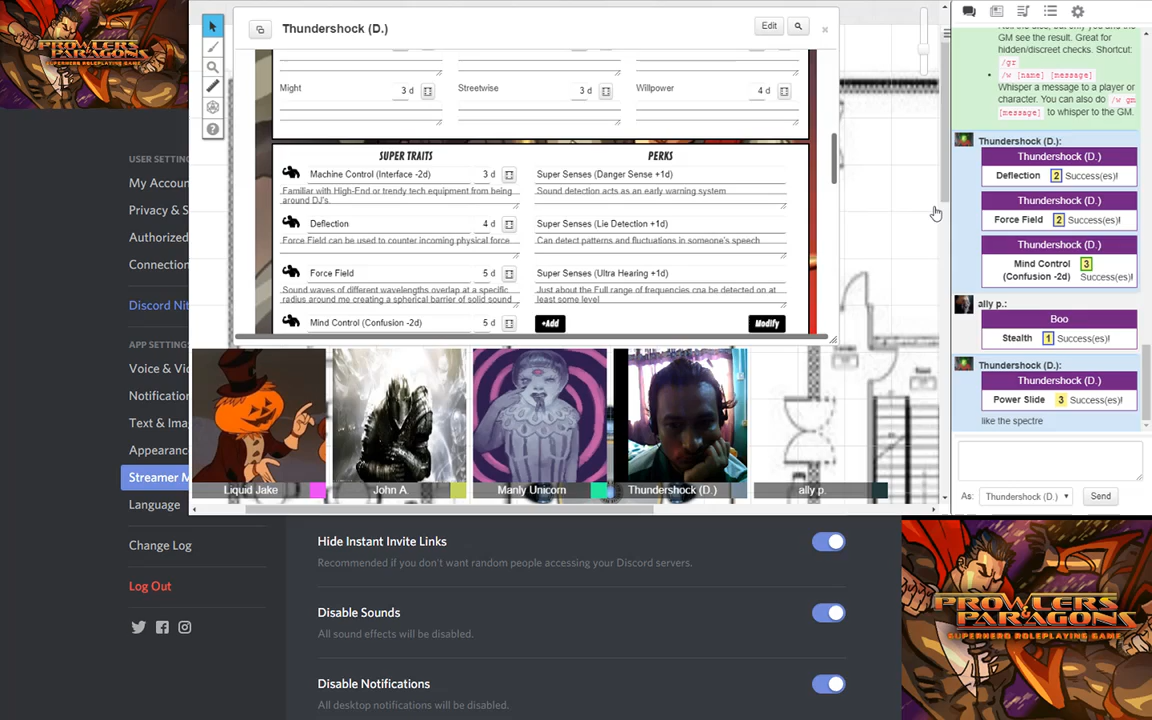 PROWLERS
& PARAGONS
SUPERHERO ROLEPLAYING GAME
USER SETTIN
My Accou
Privacy & S
Authorized
Connection
Discord Nit
APP SETTING
Voice & Vi
Notification
Text & Ima
Appearanc
Streamer M
Language
Change Log
Log Out
Thundershock (D.)
Edit
Might 3 d
Streetwise 3 d
Willpower 4 d
SUPER TRAITS
Machine Control (Interface -2d) 3 d
Familiar with High-End or trendy tech equipment from being
around DJ's.
Deflection 4 d
Force Field can be used to counter incoming physical force
Force Field 5 d
Sound waves of different wavelengths overlap at a specific
radius around me creating a spherical barrier of solid sound
Mind Control (Confusion -2d) 5 d
PERKS
Super Senses (Danger Sense +1d)
Sound detection acts as an early warning system
Super Senses (Lie Detection +1d)
Can detect patterns and fluctuations in someone's speech
Super Senses (Ultra Hearing +1d)
Just about the Full range of frequencies cna be detected on at
least some level
+Add
Modify
Liquid Jake
John A.
Manly Unicorn
Thundershock (D.)
ally p.
Hide Instant Invite Links
Recommended if you don't want random people accessing your Discord servers.
Disable Sounds
All sound effects will be disabled.
Disable Notifications
All desktop notifications will be disabled.
GM see the result. Great for
hidden/discreet checks. Shortcut:
/gr
/w [name] [message]
Whisper a message to a player or
character. You can also do /w gm
[message] to whisper to the GM.
Thundershock (D.):
Thundershock (D.)
Deflection 2 Success(es)!
Thundershock (D.)
Force Field 2 Success(es)!
Thundershock (D.)
Mind Control 3
(Confusion -2d) Success(es)!
ally p.:
Boo
Stealth 1 Success(es)!
Thundershock (D.):
Thundershock (D.)
Power Slide 3 Success(es)!
like the spectre
As: Thundershock (D.) Send
PROWLERS
& PARAGONS
SUPERHERO ROLEPLAYING GAME